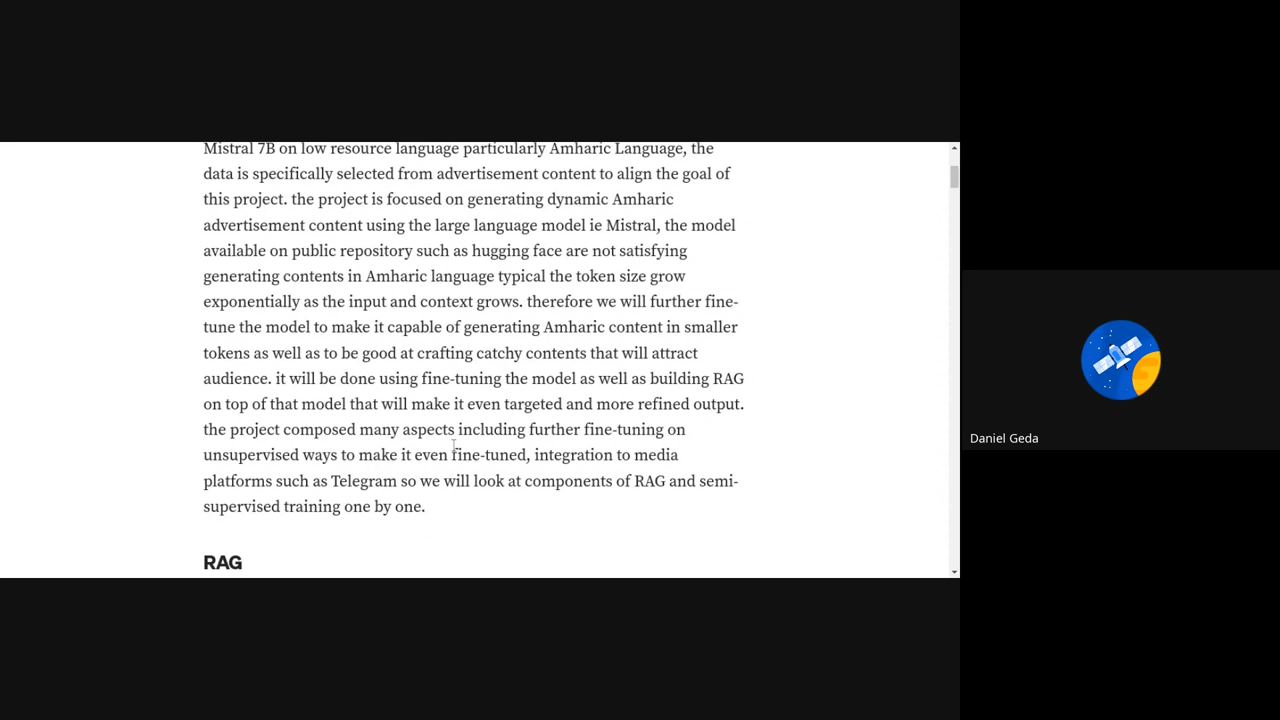 Mistral 7B on low resource language particularly Amharic Language, the
data is specifically selected from advertisement content to align the goal of
this project. the project is focused on generating dynamic Amharic
advertisement content using the large language model ie Mistral, the model
available on public repository such as hugging face are not satisfying
generating contents in Amharic language typical the token size grow
exponentially as the input and context grows. therefore we will further fine-
tune the model to make it capable of generating Amharic content in smaller
tokens as well as to be good at crafting catchy contents that will attract
audience. it will be done using fine-tuning the model as well as building RAG
on top of that model that will make it even targeted and more refined output.
the project composed many aspects including further fine-tuning on
unsupervised ways to make it even fine-tuned, integration to media
platforms such as Telegram so we will look at components of RAG and semi-
supervised training one by one.
RAG
Daniel Geda